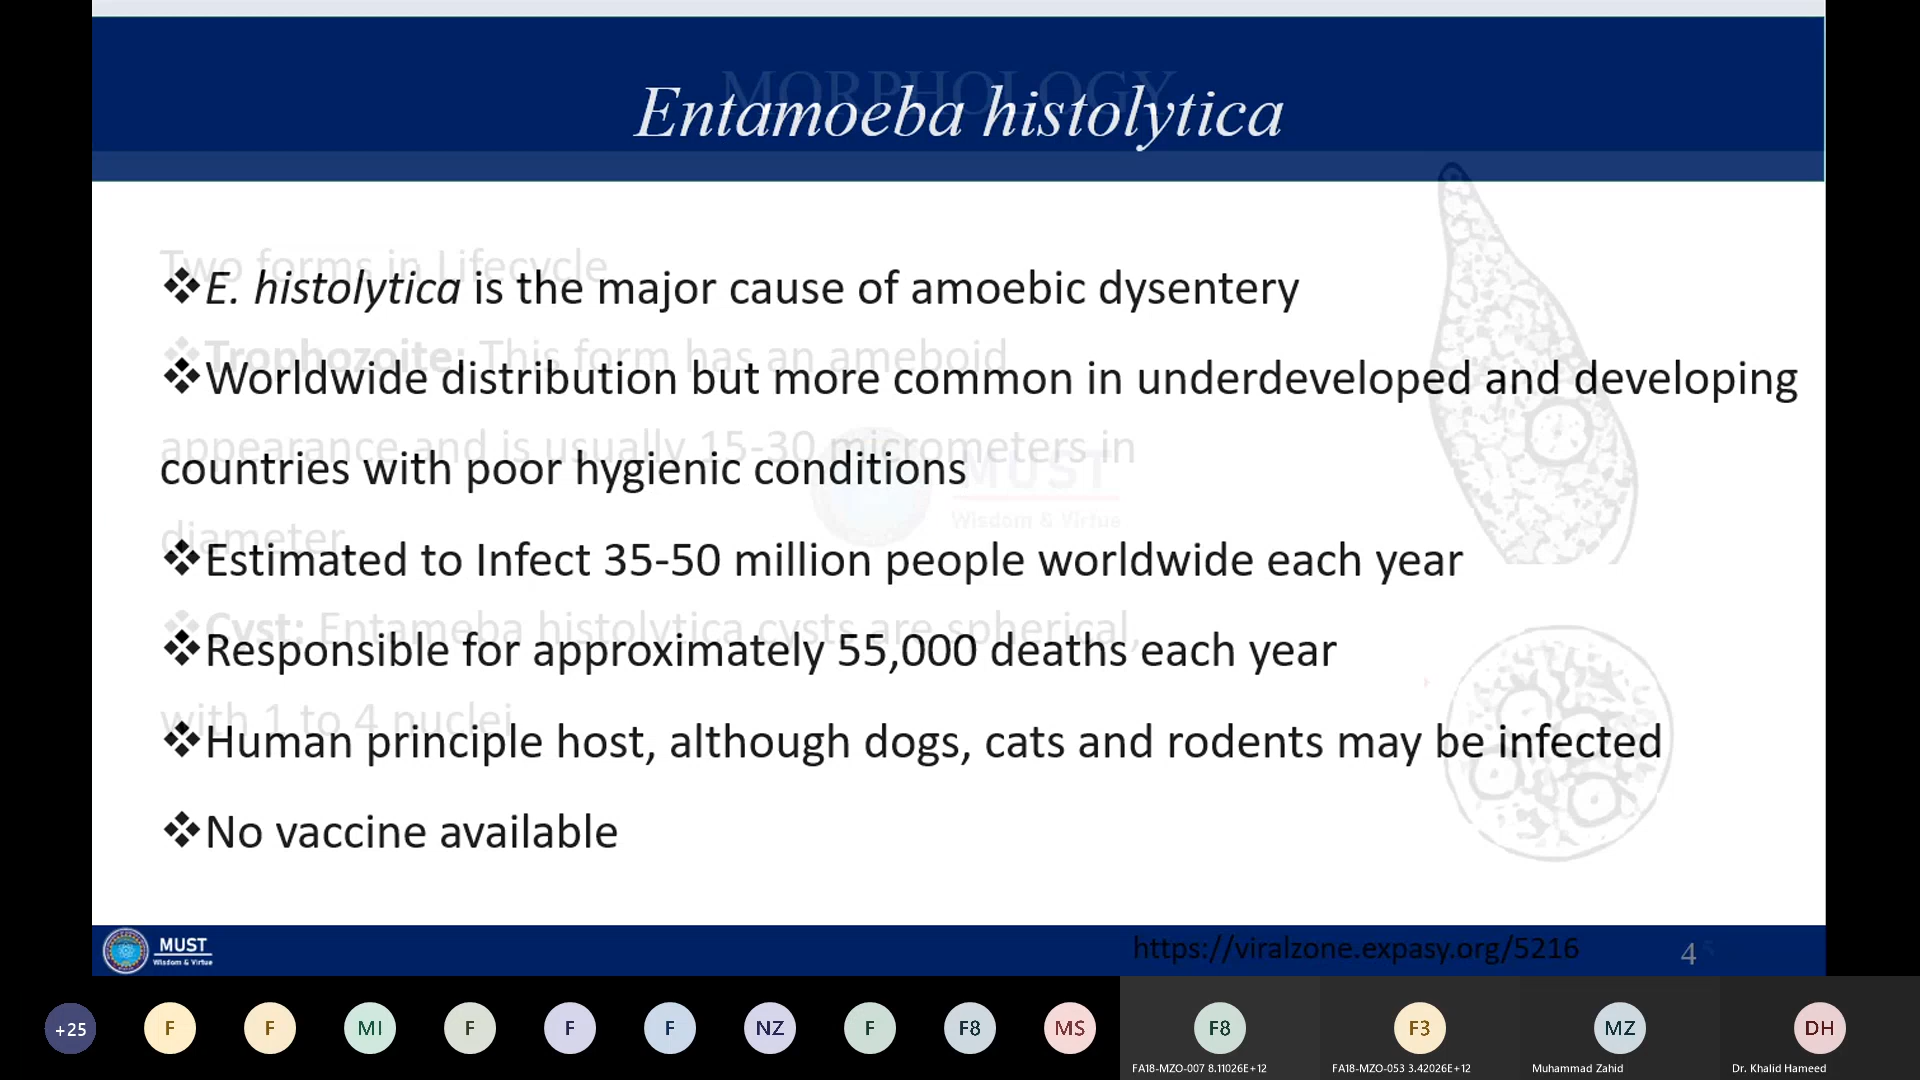 MORPHOLOGY
Entamoeba histolytica
Two forms in Lifecycle
❖E. histolytica is the major cause of amoebic dysentery
❖Trophozoite: This form has an ameboid
❖Worldwide distribution but more common in underdeveloped and developing
appearance and is usually 15-30 micrometers in
countries with poor hygienic conditions
MUST
Wisdom & Virtue
diameter
❖Estimated to Infect 35-50 million people worldwide each year
❖Cyst: Entameba histolytica cysts are spherical,
❖Responsible for approximately 55,000 deaths each year
with 1 to 4 nuclei
❖Human principle host, although dogs, cats and rodents may be infected
❖No vaccine available
MUST
Wisdom & Virtue
https://viralzone.expasy.org/5216
4 5
+25 F F MI F F F NZ F F8 MS F8 F3 MZ DH
FA18-MZO-007 8.11026E+12 FA18-MZO-053 3.42026E+12 Muhammad Zahid Dr. Khalid Hameed